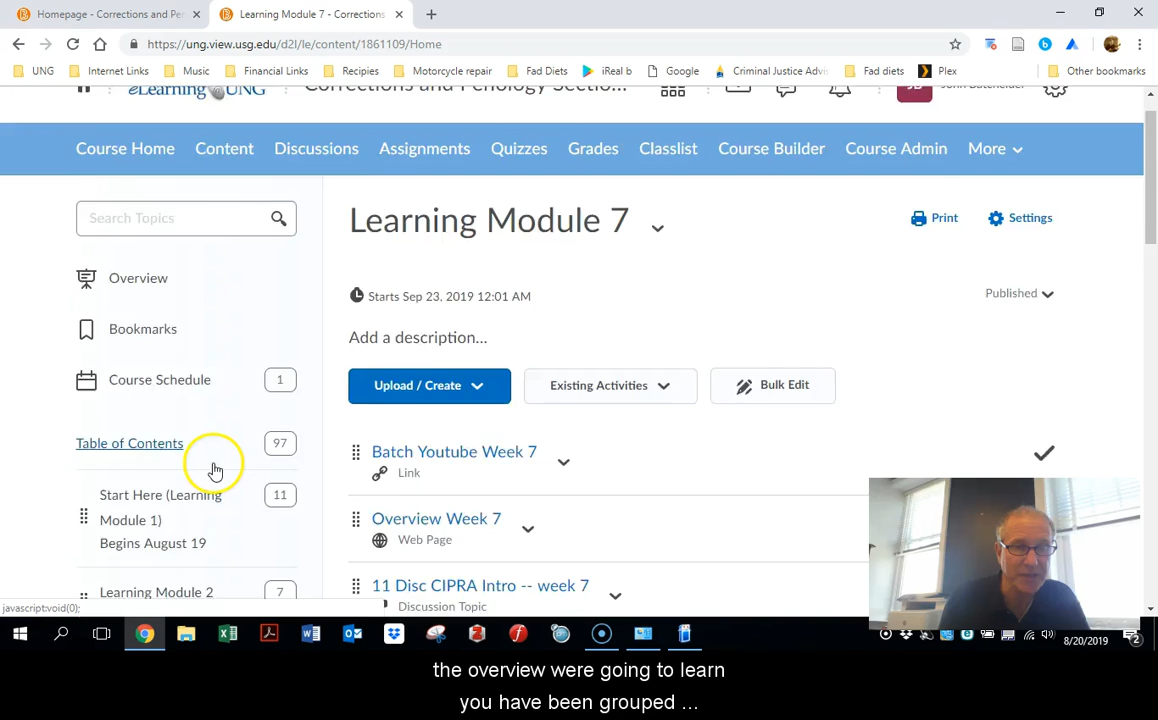 Homepage - Corrections and Pe
Learning Module 7 - Corrections
https://ung.view.usg.edu/d2l/le/content/1861109/Home
UNG
Internet Links
Music
Financial Links
Recipies
Motorcycle repair
Fad Diets
iReal b
Google
Criminal Justice Advi
Fad diets
Plex
Other bookmarks
eLearning@UNG
Corrections and Penology Sectio...
Course Home
Content
Discussions
Assignments
Quizzes
Grades
Classlist
Course Builder
Course Admin
More
Search Topics
Learning Module 7
Print
Settings
Overview
Starts Sep 23, 2019 12:01 AM
Published
Bookmarks
Add a description...
Course Schedule
1
Upload / Create
Existing Activities
Bulk Edit
Table of Contents
97
Batch Youtube Week 7
Link
Start Here (Learning
Module 1)
Begins August 19
11
Overview Week 7
Web Page
Learning Module 2
7
11 Disc CIPRA Intro -- week 7
Discussion Topic
javascript:void(0);
8/20/2019
2
the overview were going to learn
you have been grouped ...